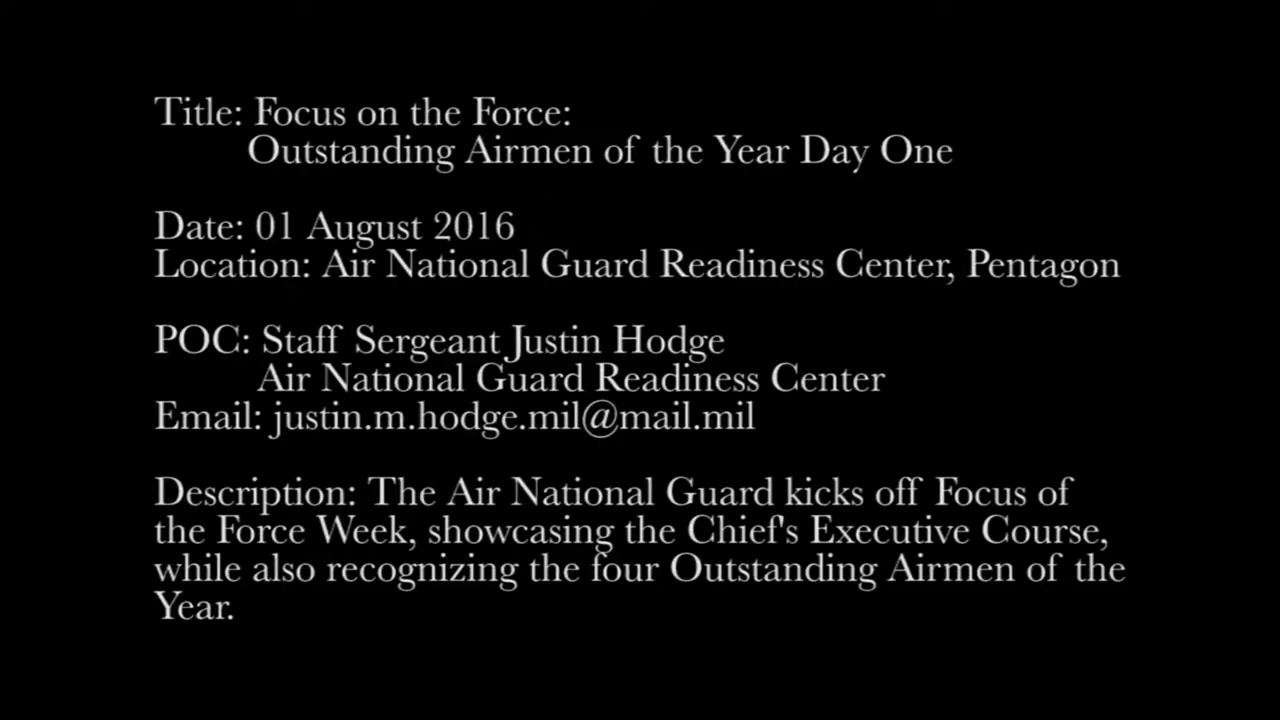 Title: Focus on the Force:
Outstanding Airmen of the Year Day One
Date: 01 August 2016
Location: Air National Guard Readiness Center, Pentagon
POC: Staff Sergeant Justin Hodge
Air National Guard Readiness Center
Email: justin.m.hodge.mil@mail.mil
Description: The Air National Guard kicks off Focus of
the Force Week, showcasing the Chief's Executive Course,
while also recognizing the four Outstanding Airmen of the
Year.